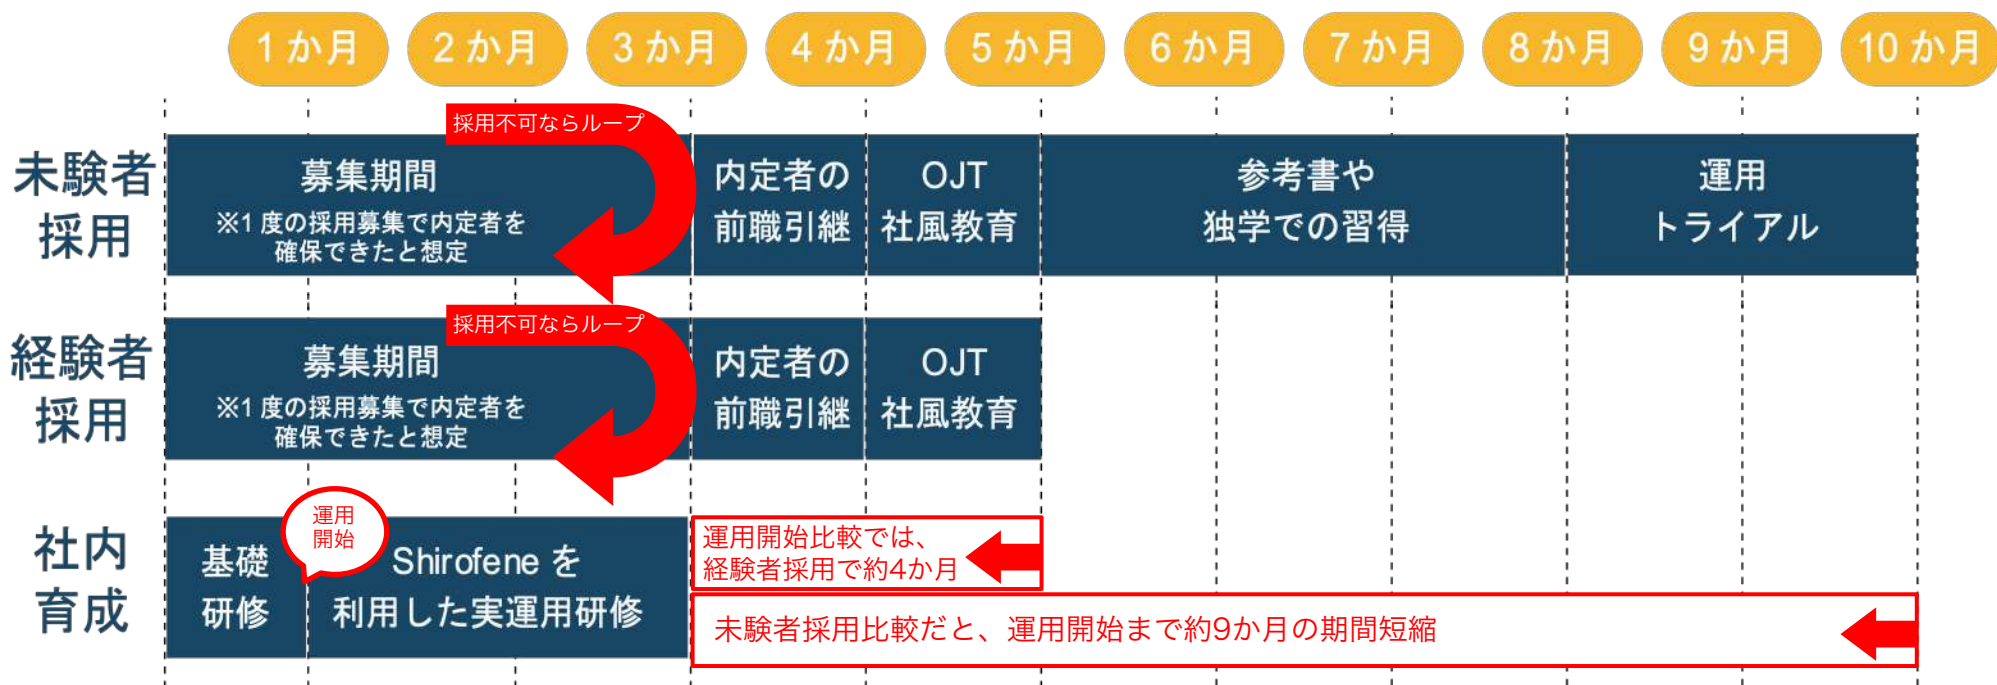 1か月
2か月
3か月
4か月
5か月
6か月
7か月
8か月
9か月
10か月
未験者
採用
募集期間
※1度の採用募集で内定者を
確保できたと想定
採用不可ならループ
内定者の
前職引継
OJT
社風教育
参考書や
独学での習得
運用
トライアル
経験者
採用
募集期間
※1度の採用募集で内定者を
確保できたと想定
採用不可ならループ
内定者の
前職引継
OJT
社風教育
社内
育成
基礎
研修
運用
開始
Shirofeneを
利用した実運用研修
運用開始比較では、
経験者採用で約4か月
未験者採用比較だと、運用開始まで約9か月の期間短縮